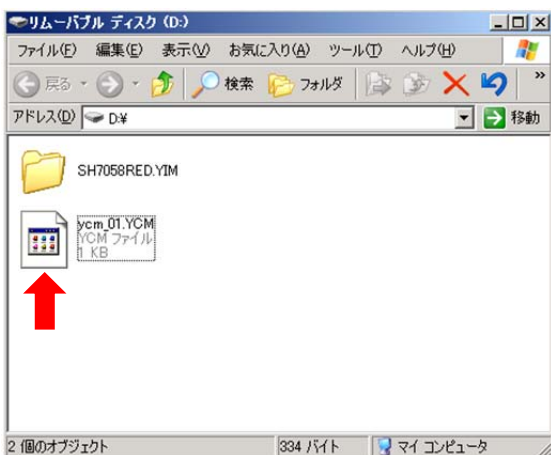 リムーバブル ディスク (D:)
ファイル(F) 編集(E) 表示(V) お気に入り(A) ツール(T) ヘルプ(H)
戻る 検索 フォルダ »
アドレス(D) D:¥ 移動
SH7058RED.YIM
ycm_01.YCM
YCM ファイル
1 KB
2 個のオブジェクト 334 バイト マイ コンピュータ